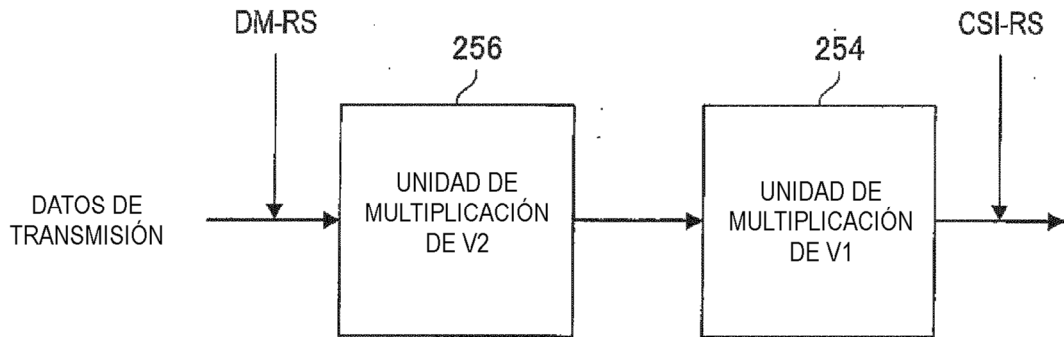 DM-RS
256
254
CSI-RS
DATOS DE
TRANSMISIÓN
UNIDAD DE
MULTIPLICACIÓN
DE V2
UNIDAD DE
MULTIPLICACIÓN
DE V1